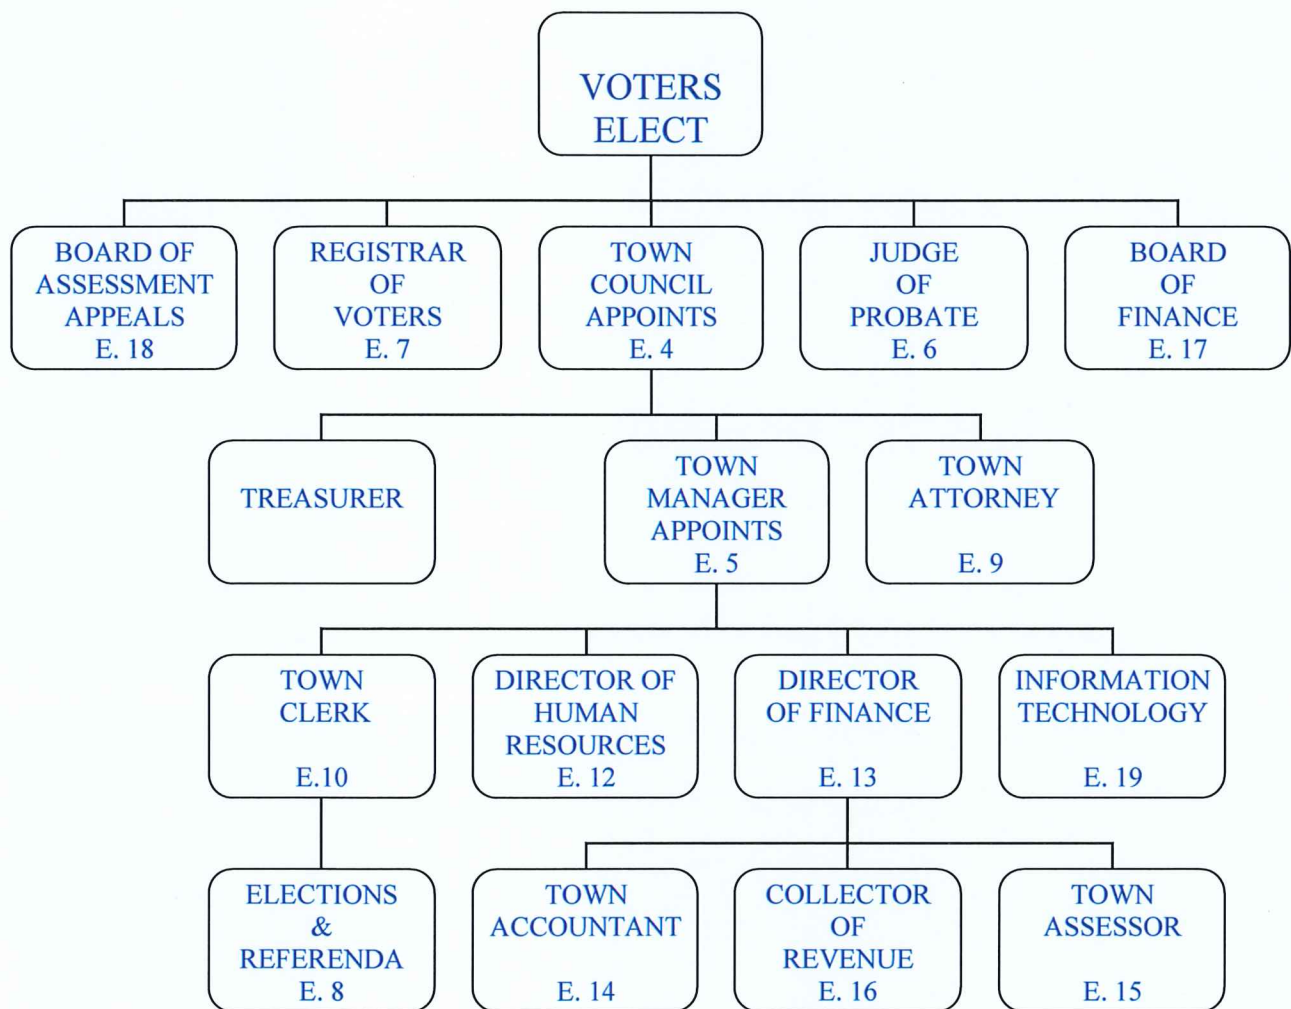 VOTERS
ELECT
BOARD OF
ASSESSMENT
APPEALS
E. 18
REGISTRAR
OF
VOTERS
E. 7
TOWN
COUNCIL
APPOINTS
E. 4
JUDGE
OF
PROBATE
E. 6
BOARD
OF
FINANCE
E. 17
TREASURER
TOWN
MANAGER
APPOINTS
E. 5
TOWN
ATTORNEY
E. 9
TOWN
CLERK
E.10
DIRECTOR OF
HUMAN
RESOURCES
E. 12
DIRECTOR
OF FINANCE
E. 13
INFORMATION
TECHNOLOGY
E. 19
ELECTIONS
&
REFERENDA
E. 8
TOWN
ACCOUNTANT
E. 14
COLLECTOR
OF
REVENUE
E. 16
TOWN
ASSESSOR
E. 15